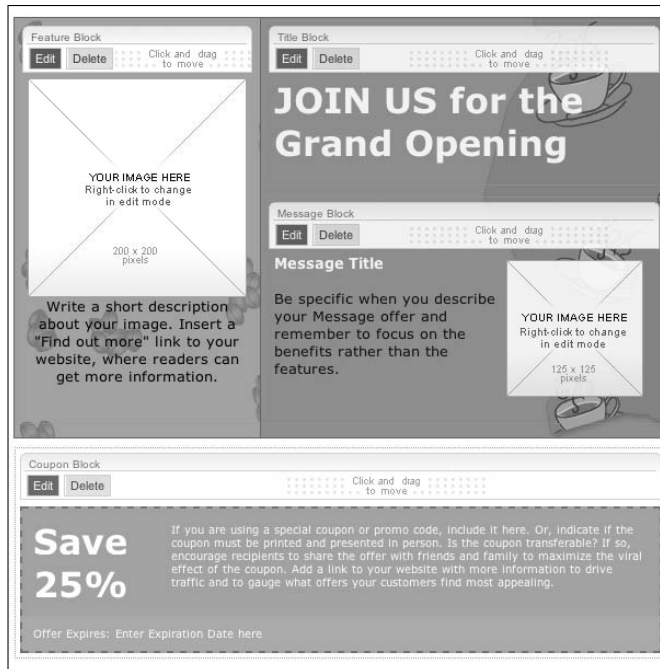 Feature Block
Edit
Delete
Click and drag
to move
YOUR IMAGE HERE
Right-click to change
in edit mode
200 x 200
pixels
Write a short description
about your image. Insert a
"Find out more" link to your
website, where readers can
get more information.
Title Block
Edit
Delete
Click and drag
to move
JOIN US for the
Grand Opening
Message Block
Edit
Delete
Click and drag
to move
Message Title
Be specific when you describe
your Message offer and
remember to focus on the
benefits rather than the
features.
YOUR IMAGE HERE
Right-click to change
in edit mode
125 x 125
pixels
Coupon Block
Edit
Delete
Click and drag
to move
Save
25%
If you are using a special coupon or promo code, include it here. Or, indicate if the
coupon must be printed and presented in person. Is the coupon transferable? If so,
encourage recipients to share the offer with friends and family to maximize the viral
effect of the coupon. Add a link to your website with more information to drive
traffic and to gauge what offers your customers find most appealing.
Offer Expires: Enter Expiration Date here